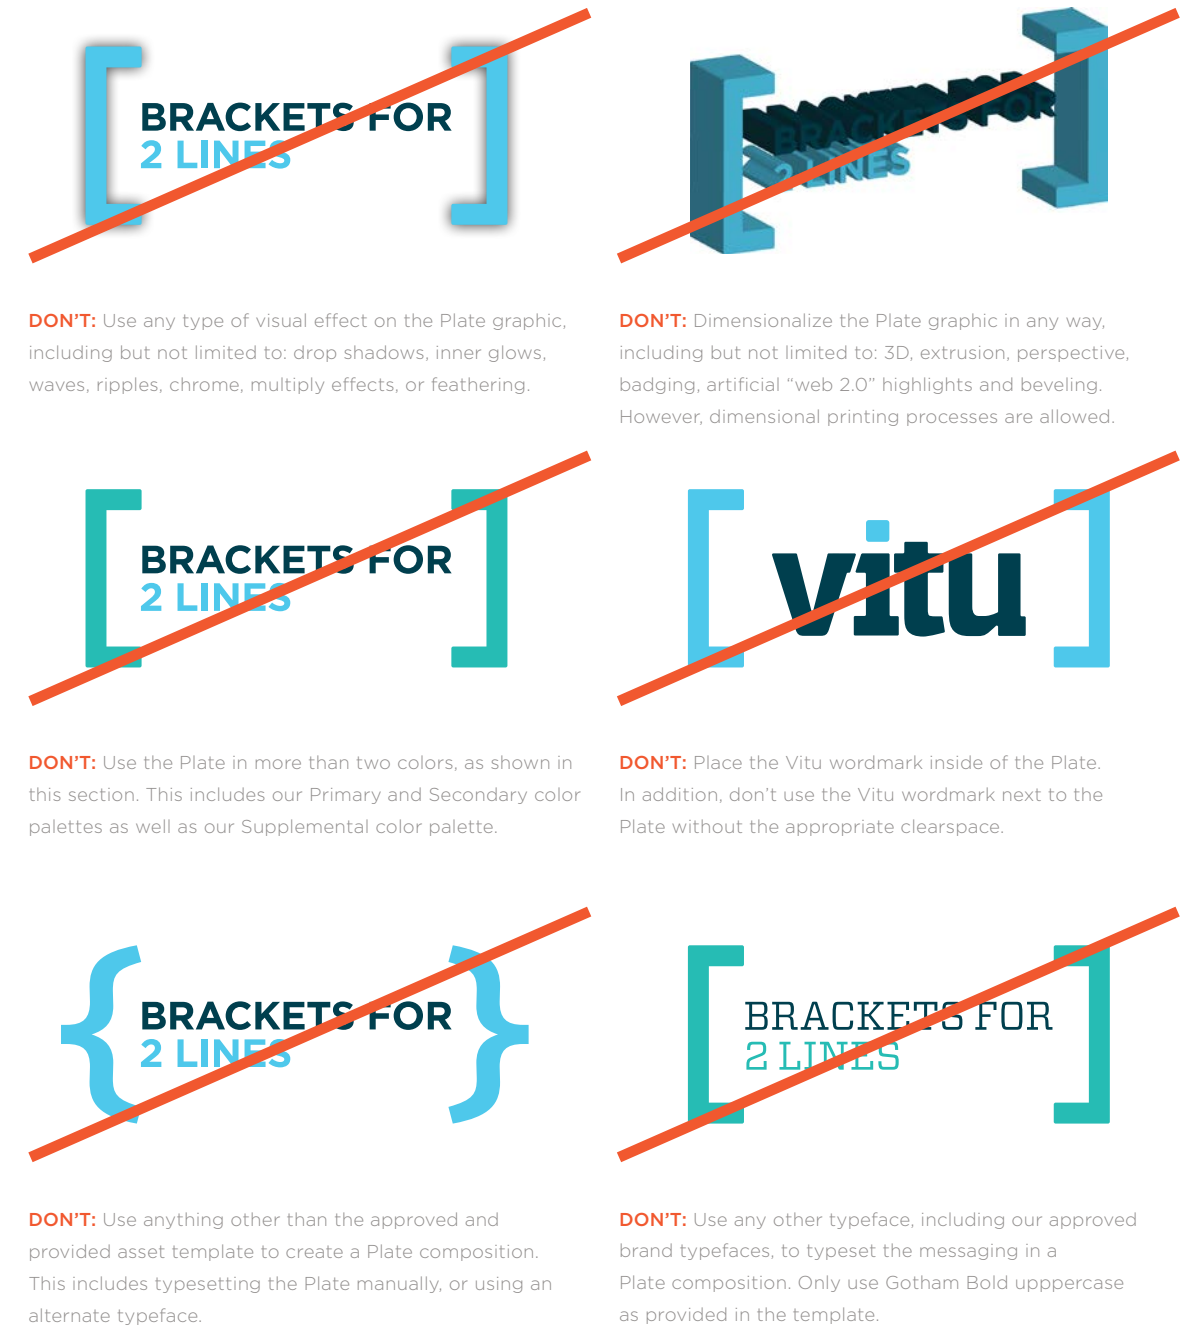 BRACKETS FOR
2 LINES
BRACKETS FOR
2 LINES
DON’T: Use any type of visual effect on the Plate graphic,
including but not limited to: drop shadows, inner glows,
waves, ripples, chrome, multiply effects, or feathering.
DON’T: Dimensionalize the Plate graphic in any way,
including but not limited to: 3D, extrusion, perspective,
badging, artificial “web 2.0” highlights and beveling.
However, dimensional printing processes are allowed.
BRACKETS FOR
2 LINES
vitu
DON’T: Use the Plate in more than two colors, as shown in
this section. This includes our Primary and Secondary color
palettes as well as our Supplemental color palette.
DON’T: Place the Vitu wordmark inside of the Plate.
In addition, don’t use the Vitu wordmark next to the
Plate without the appropriate clearspace.
BRACKETS FOR
2 LINES
BRACKETS FOR
2 LINES
DON’T: Use anything other than the approved and
provided asset template to create a Plate composition.
This includes typesetting the Plate manually, or using an
alternate typeface.
DON’T: Use any other typeface, including our approved
brand typefaces, to typeset the messaging in a
Plate composition. Only use Gotham Bold upppercase
as provided in the template.